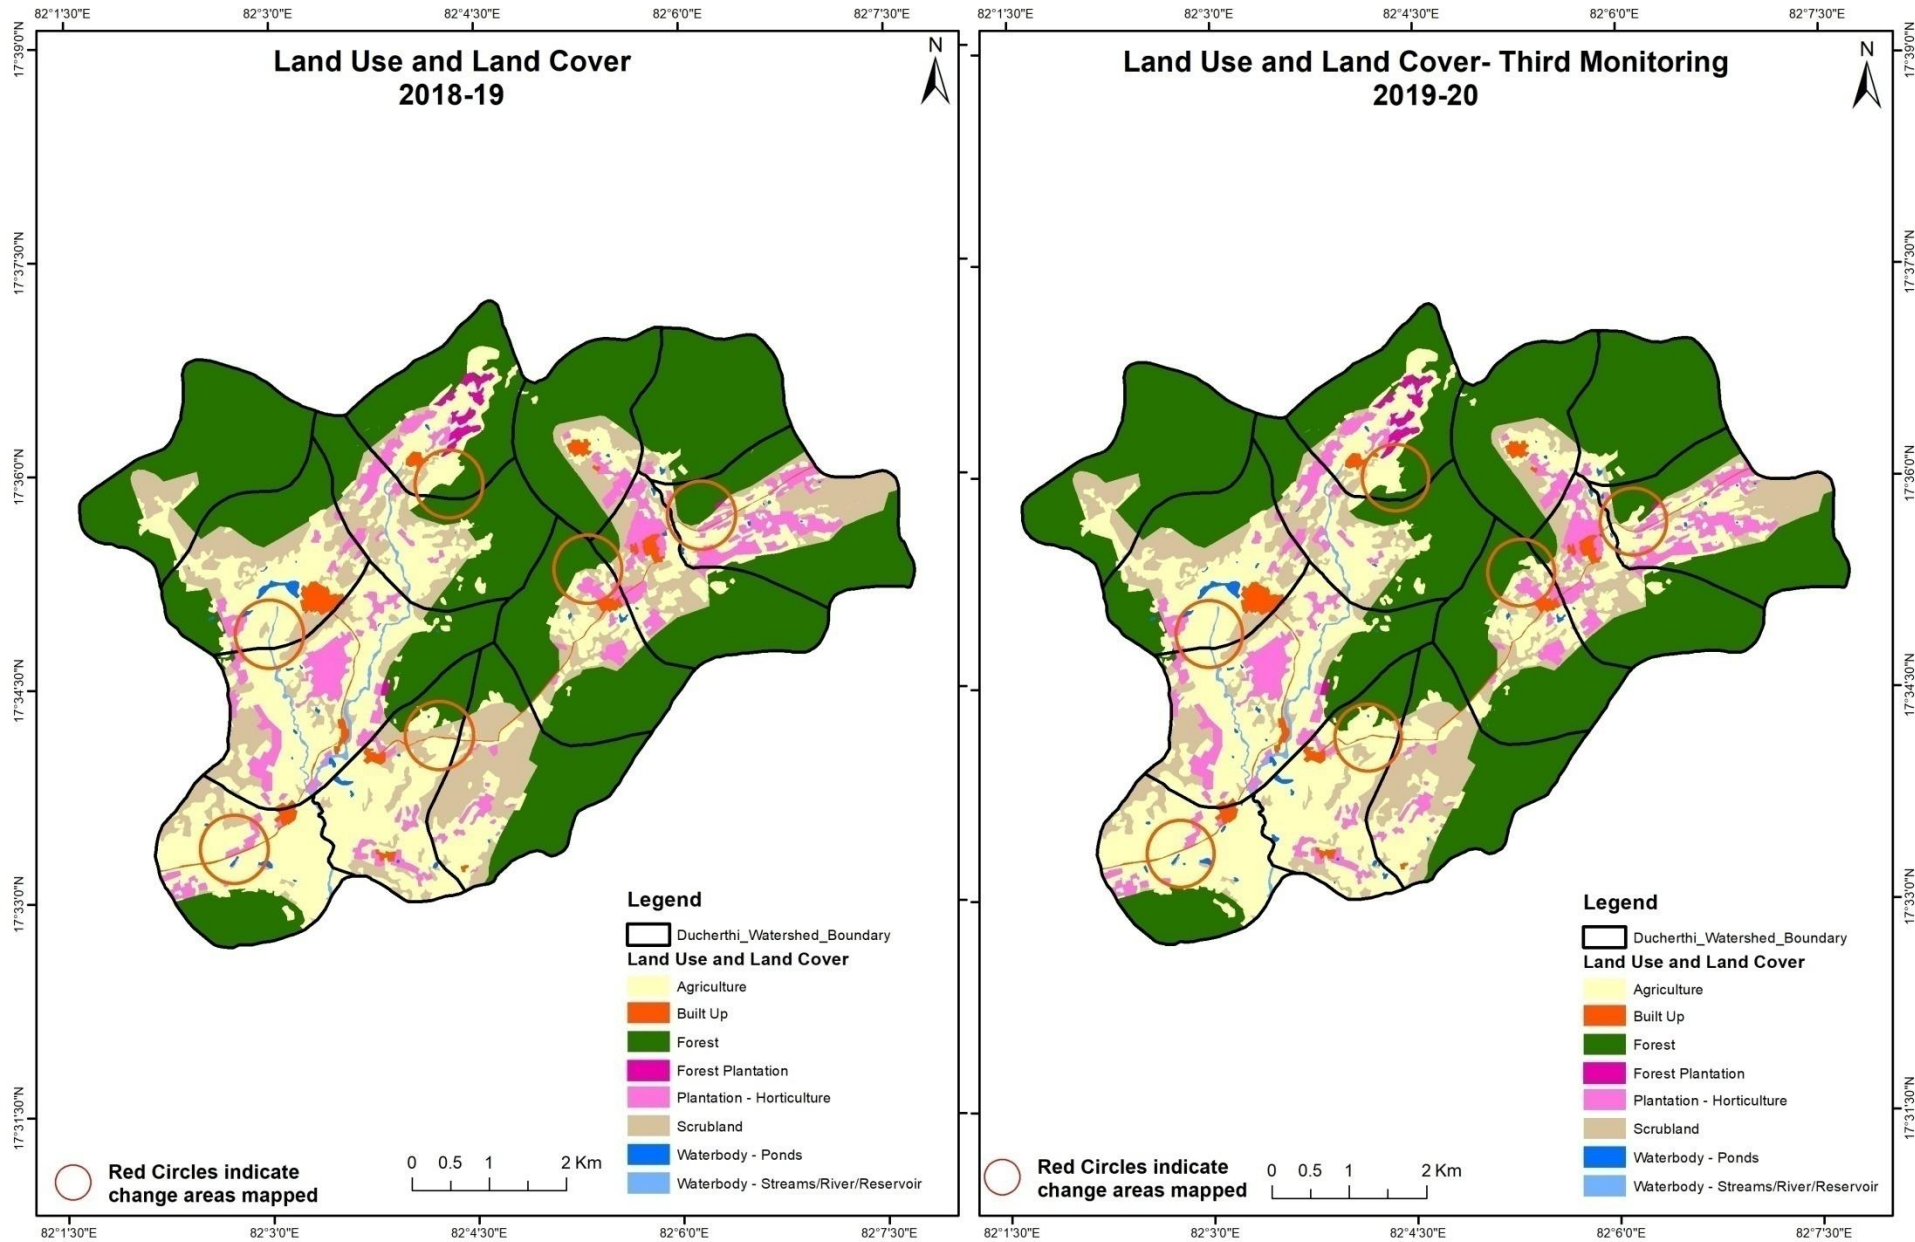 82°1'30"E 82°3'0"E 82°4'30"E 82°6'0"E 82°7'30"E
Land Use and Land Cover
2018-19
N
17°39'0"N
17°37'30"N
17°36'0"N
17°34'30"N
17°33'0"N
17°31'30"N
Legend
Ducherthi_Watershed_Boundary
Land Use and Land Cover
Agriculture
Built Up
Forest
Forest Plantation
Plantation - Horticulture
Scrubland
Waterbody - Ponds
Waterbody - Streams/River/Reservoir
Red Circles indicate
change areas mapped
0 0.5 1 2 Km
82°1'30"E 82°3'0"E 82°4'30"E 82°6'0"E 82°7'30"E
82°1'30"E 82°3'0"E 82°4'30"E 82°6'0"E 82°7'30"E
Land Use and Land Cover- Third Monitoring
2019-20
N
17°39'0"N
17°37'30"N
17°36'0"N
17°34'30"N
17°33'0"N
17°31'30"N
Legend
Ducherthi_Watershed_Boundary
Land Use and Land Cover
Agriculture
Built Up
Forest
Forest Plantation
Plantation - Horticulture
Scrubland
Waterbody - Ponds
Waterbody - Streams/River/Reservoir
Red Circles indicate
change areas mapped
0 0.5 1 2 Km
82°1'30"E 82°3'0"E 82°4'30"E 82°6'0"E 82°7'30"E